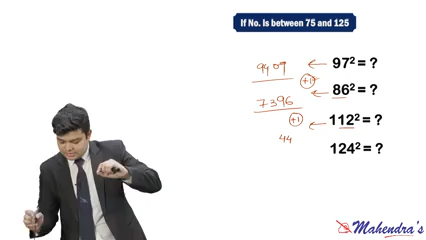 If No. is between 75 and 125
9409 ← 97² = ?
+1
7396 ← 86² = ?
+1
44 ← 112² = ?
124² = ?
Mahendra's